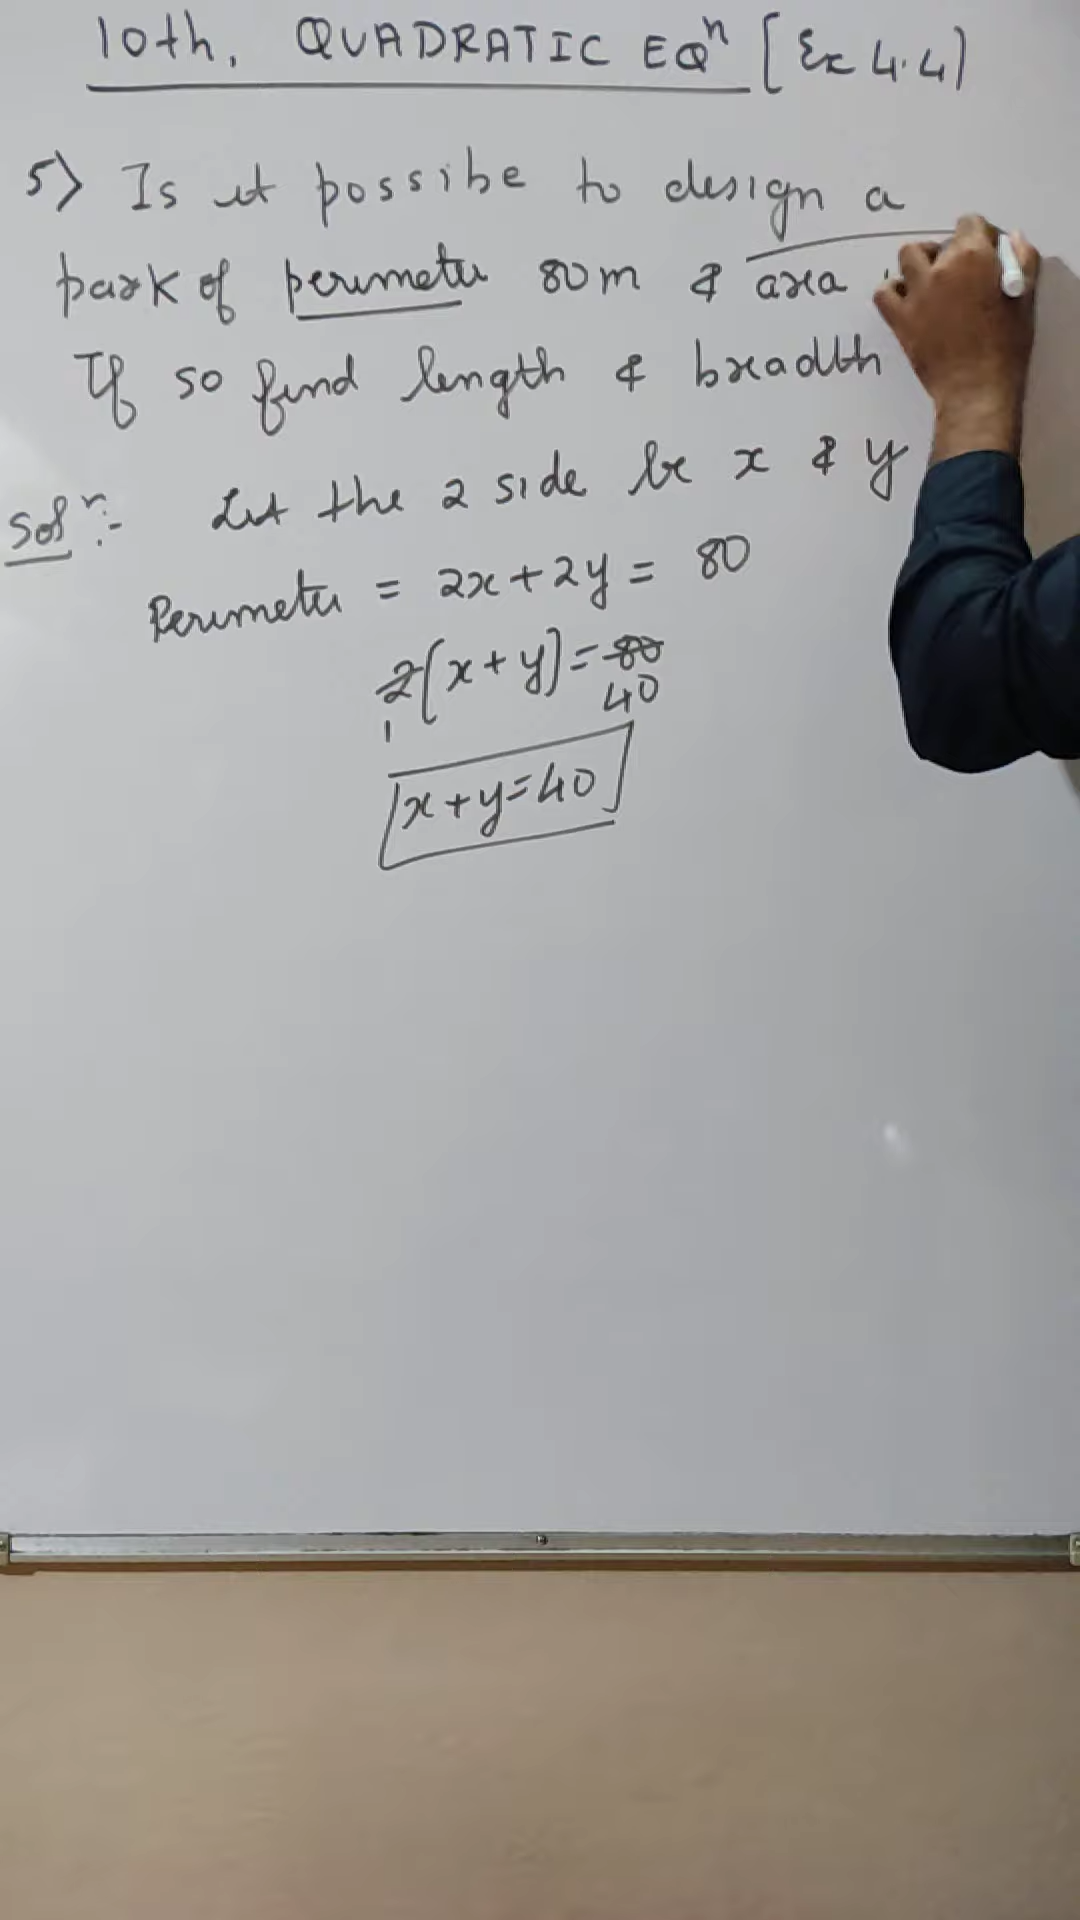 10th, QUADRATIC EQⁿ [Ex 4.4)
5) Is it possibe to design a
park of perimeter 80m & area
If so find length & breadth
Solⁿ:- Let the 2 side be x & y
Perimeter = 2x+2y = 80
2(x+y)=80
1 40
x+y=40